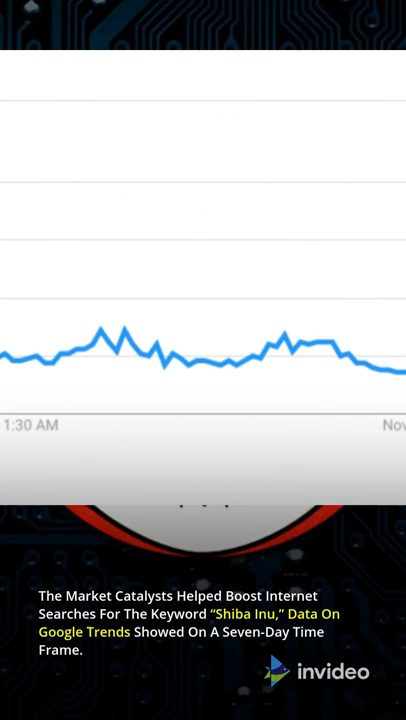 1:30 AM
Nov
The Market Catalysts Helped Boost Internet
Searches For The Keyword “Shiba Inu,” Data On
Google Trends Showed On A Seven-Day Time
Frame.
invideo